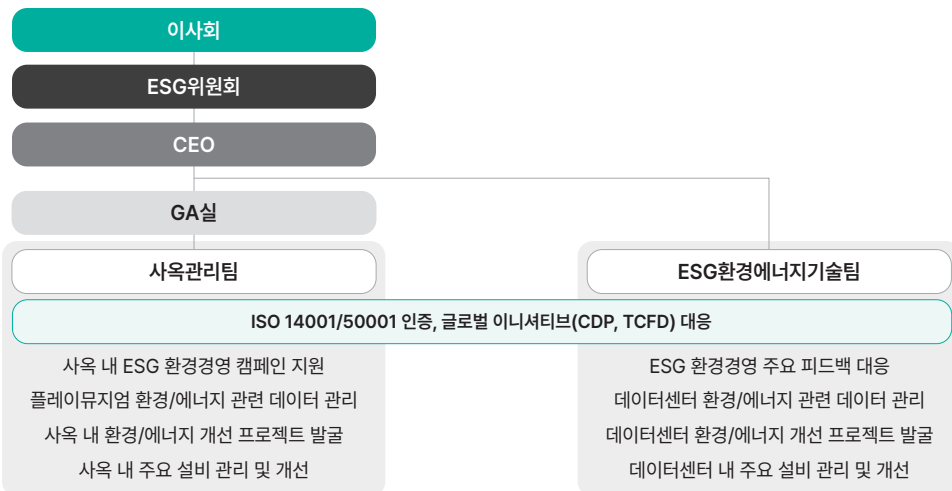 이사회
ESG위원회
CEO
GA실
사옥관리팀
ESG환경에너지기술팀
ISO 14001/50001 인증, 글로벌 이니셔티브(CDP, TCFD) 대응
사옥 내 ESG 환경경영 캠페인 지원
플레이뮤지엄 환경/에너지 관련 데이터 관리
사옥 내 환경/에너지 개선 프로젝트 발굴
사옥 내 주요 설비 관리 및 개선
ESG 환경경영 주요 피드백 대응
데이터센터 환경/에너지 관련 데이터 관리
데이터센터 환경/에너지 개선 프로젝트 발굴
데이터센터 내 주요 설비 관리 및 개선